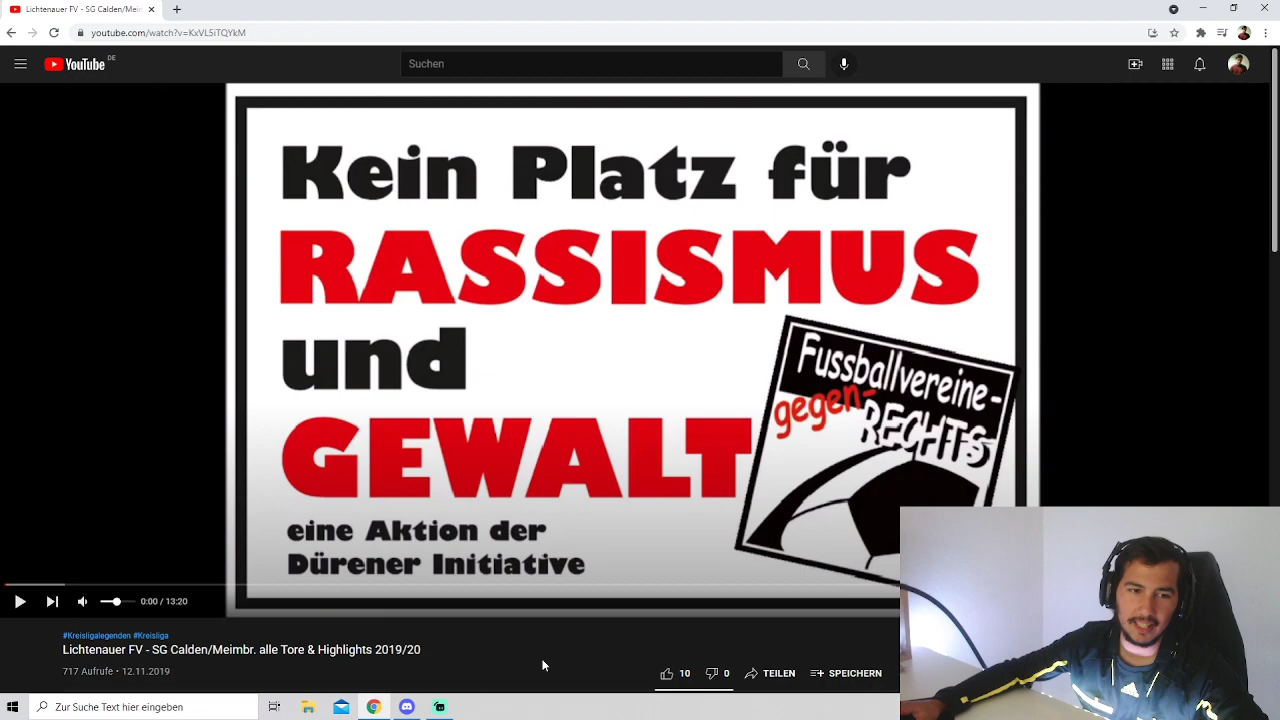 Lichtenauer FV - SG Calden/Meim
youtube.com/watch?v=KxVL5iTQYkM
YouTube DE
Suchen
Kein Platz für
RASSISMUS
und
GEWALT
eine Aktion der
Dürener Initiative
Fussballvereine-
gegen-
RECHTS
0:00 / 13:20
#Kreisligalegenden #Kreisliga
Lichtenauer FV - SG Calden/Meimbr. alle Tore & Highlights 2019/20
717 Aufrufe • 12.11.2019
10
0
TEILEN
SPEICHERN
Zur Suche Text hier eingeben